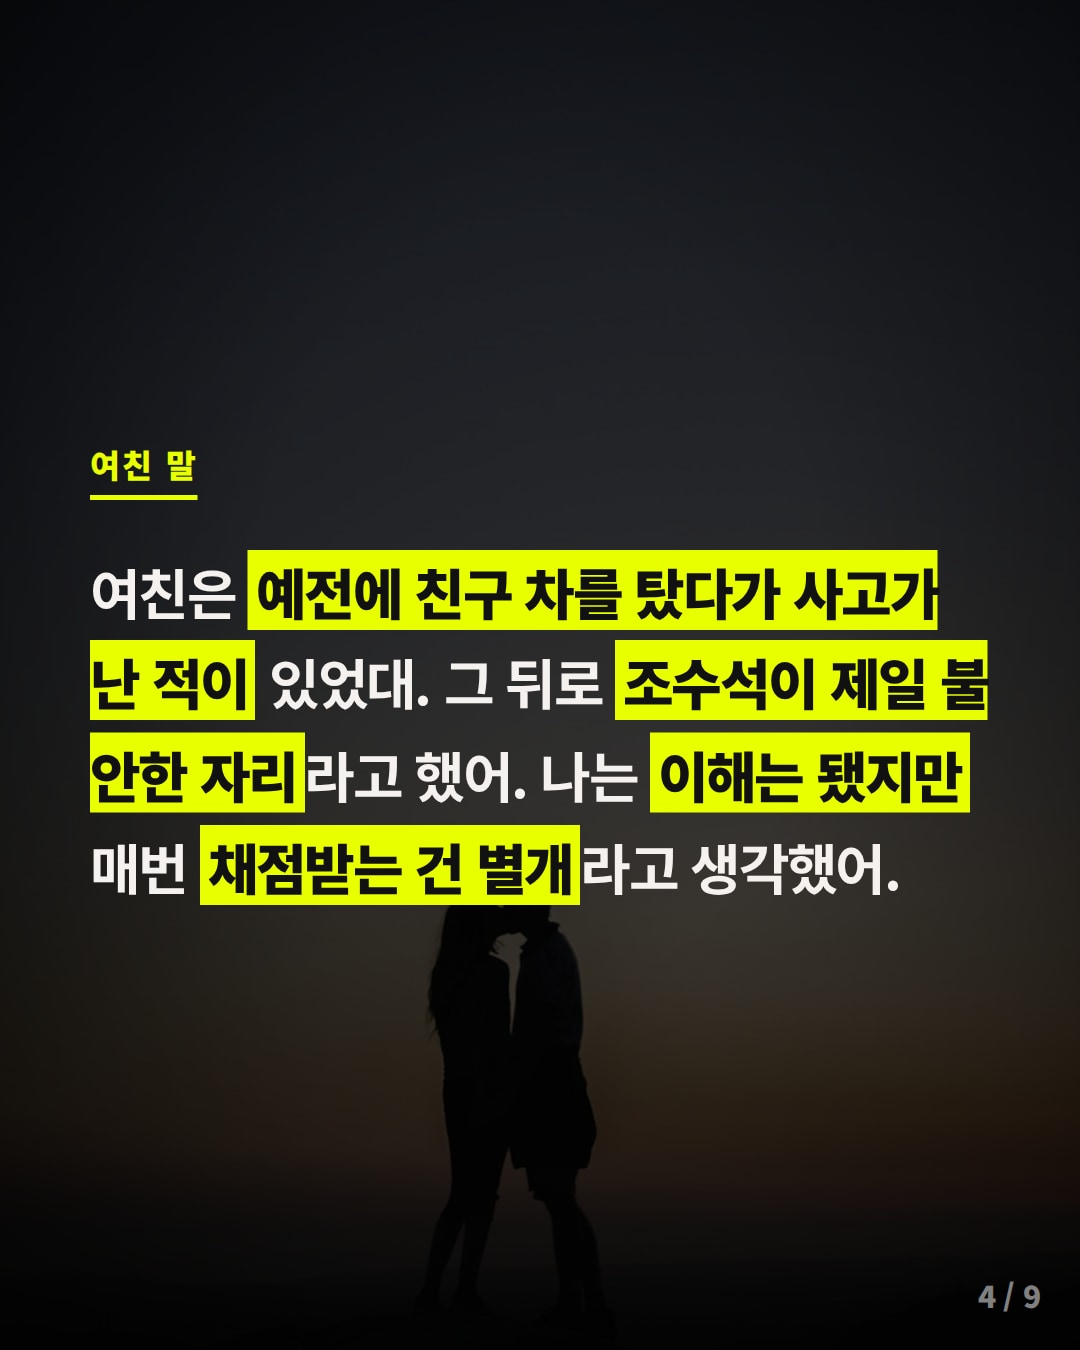 여친 말
여친은 예전에 친구 차를 탔다가 사고가
난 적이 있었대. 그 뒤로 조수석이 제일 불
안한 자리라고 했어. 나는 이해는 됐지만
매번 채점받는 건 별개라고 생각했어.
4 / 9